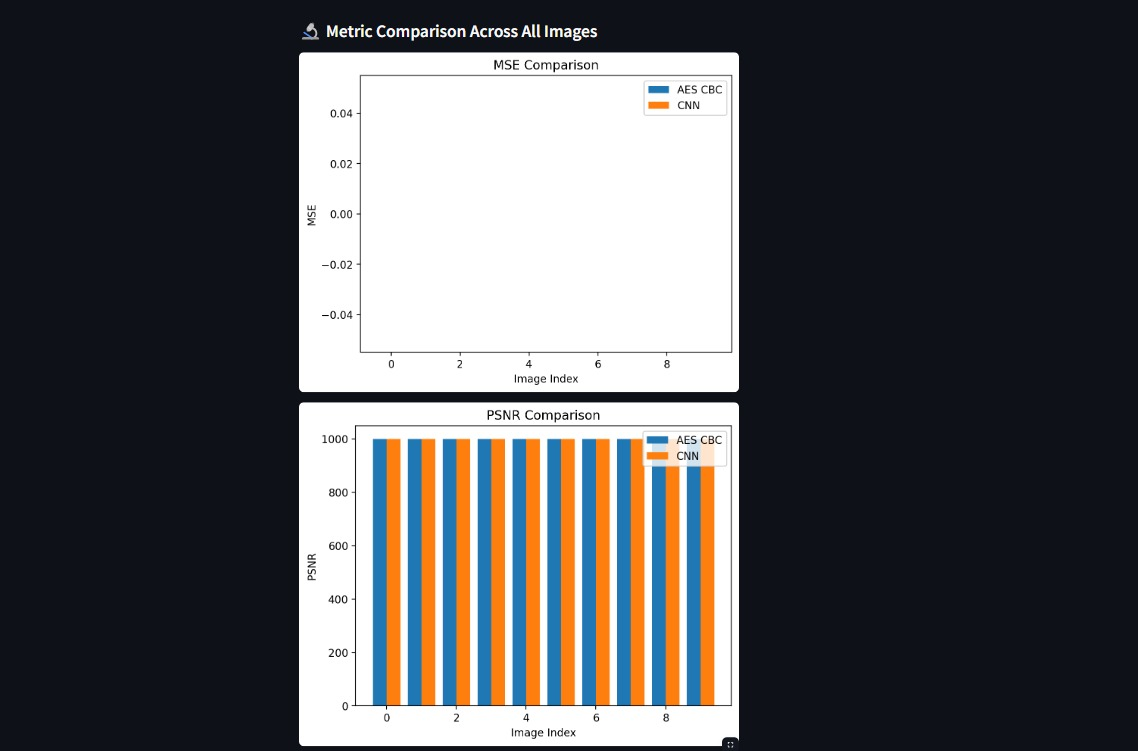 🔬 Metric Comparison Across All Images
MSE Comparison
AES CBC
CNN
0.04
0.02
0.00
−0.02
−0.04
MSE
0 2 4 6 8
Image Index
PSNR Comparison
AES CBC
CNN
1000
800
600
400
200
0
PSNR
0 2 4 6 8
Image Index